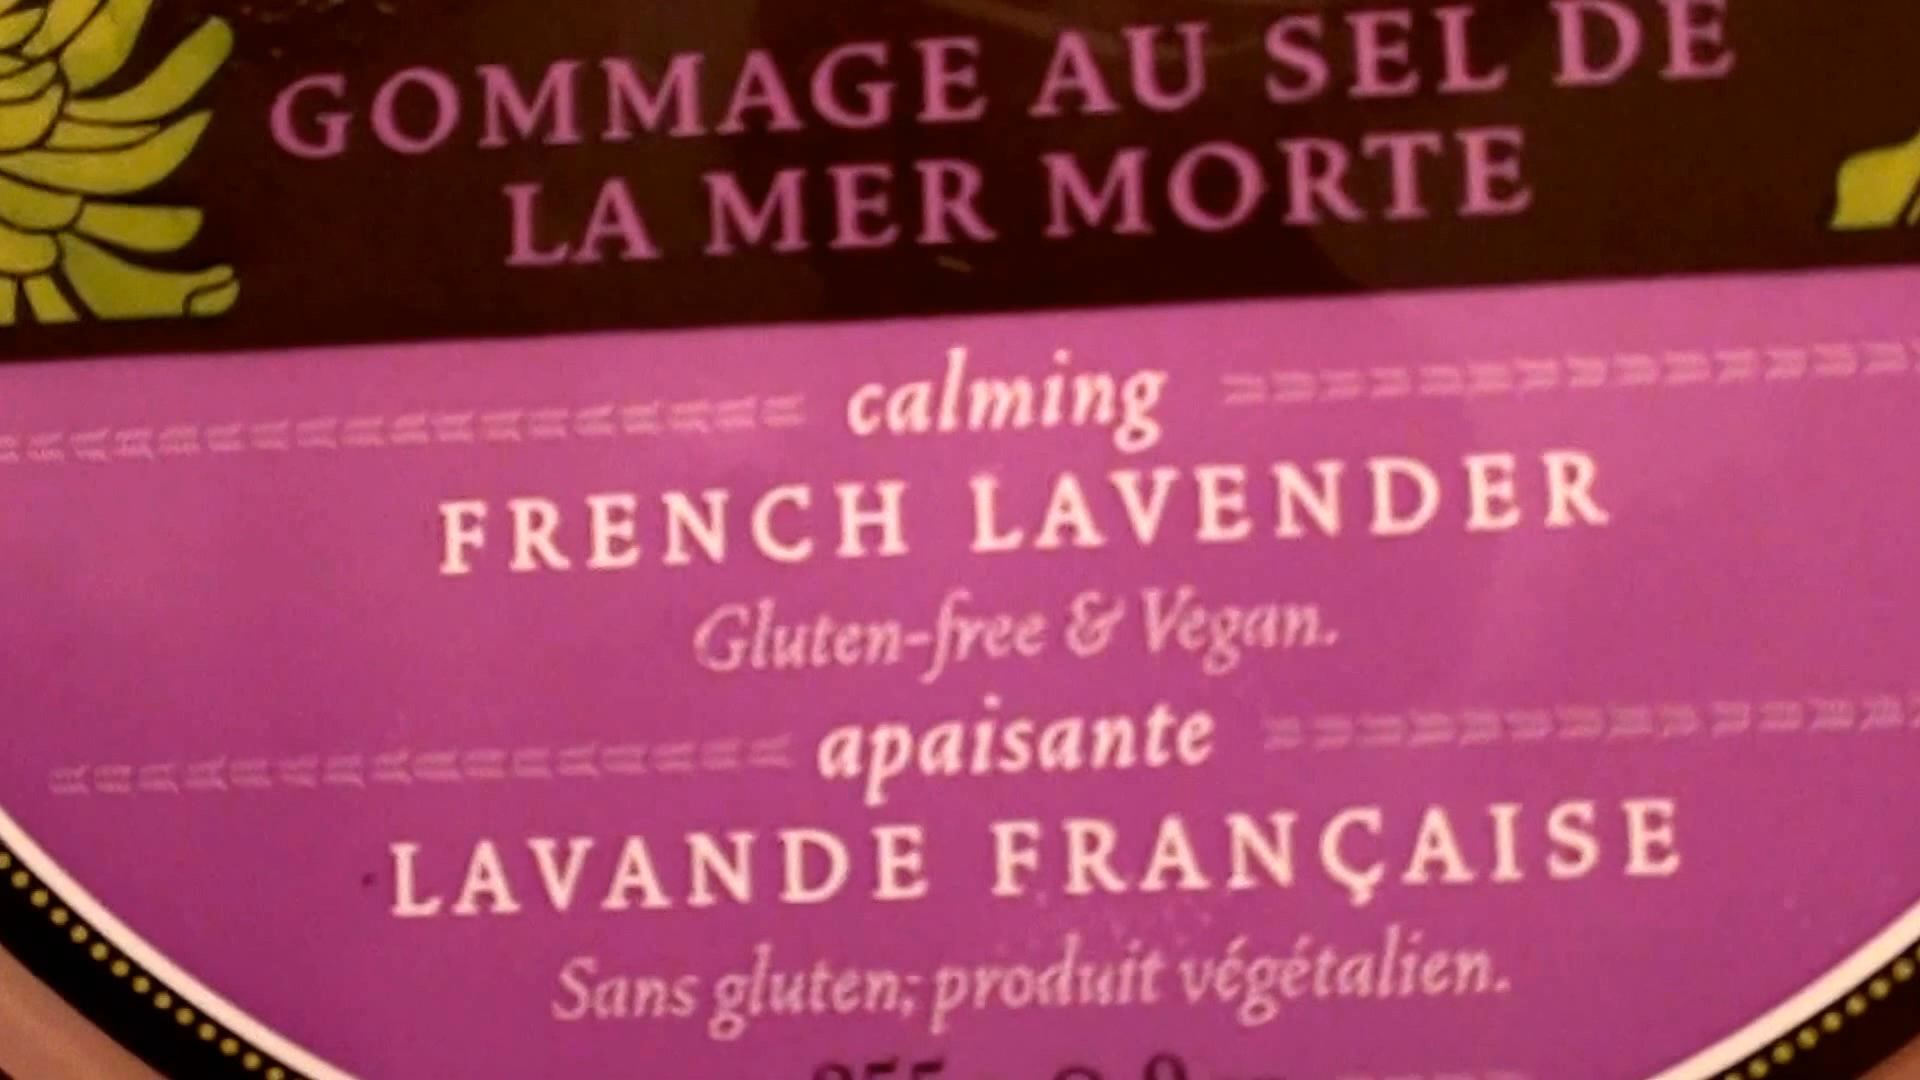 GOMMAGE AU SEL DE
LA MER MORTE
calming
FRENCH LAVENDER
Gluten-free & Vegan.
apaisante
LAVANDE FRANÇAISE
Sans gluten; produit végétalien.